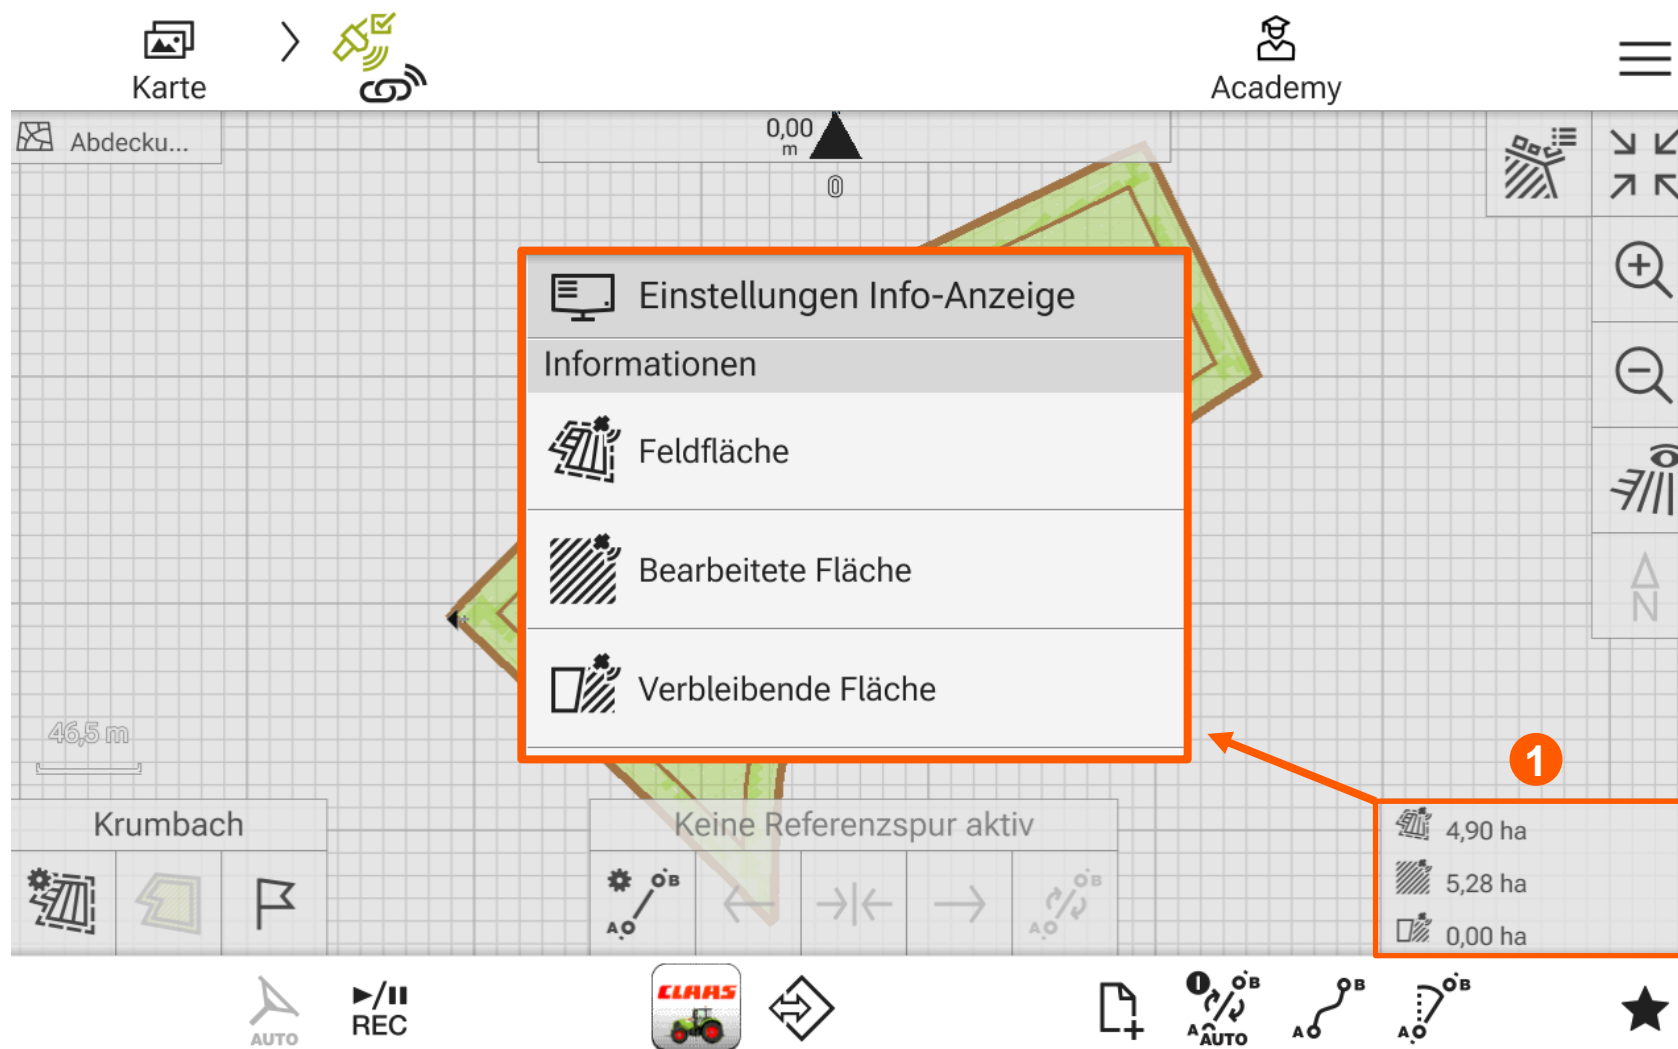 Karte
Academy
Abdecku...
0,00
m
0
Einstellungen Info-Anzeige
Informationen
Feldfläche
Bearbeitete Fläche
Verbleibende Fläche
46,5 m
N
1
Krumbach
Keine Referenzspur aktiv
A B
A B
4,90 ha
5,28 ha
0,00 ha
AUTO
REC
CLAAS
A B AUTO
A B
A B